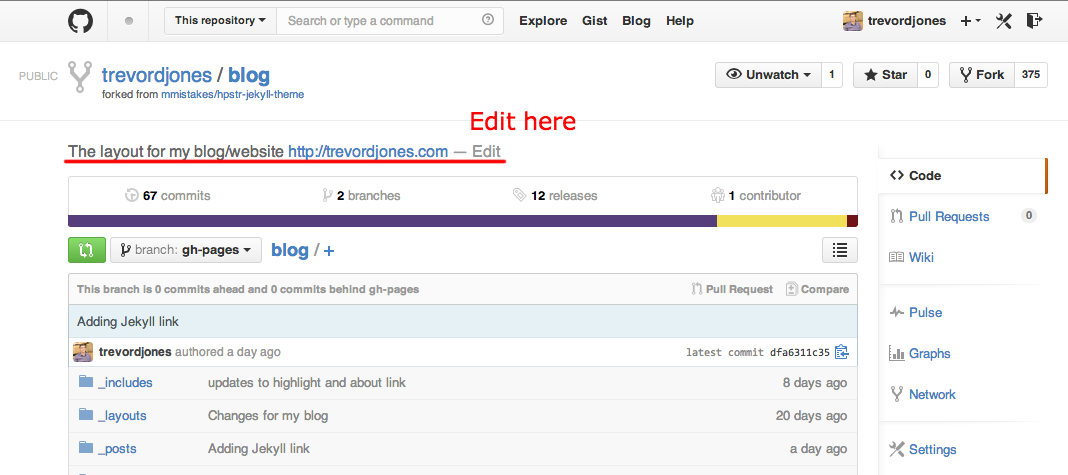 This repository Search or type a command Explore Gist Blog Help trevordjones
PUBLIC trevordjones / blog Unwatch 1 Star 0 Fork 375
forked from mmistakes/hpstr-jekyll-theme
Edit here
The layout for my blog/website http://trevordjones.com — Edit
67 commits 2 branches 12 releases 1 contributor
Code
Pull Requests 0
branch: gh-pages blog / +
Wiki
This branch is 0 commits ahead and 0 commits behind gh-pages Pull Request Compare
Adding Jekyll link
Pulse
trevordjones authored a day ago latest commit dfa6311c35
Graphs
_includes updates to highlight and about link 8 days ago
Network
_layouts Changes for my blog 20 days ago
_posts Adding Jekyll link a day ago
Settings